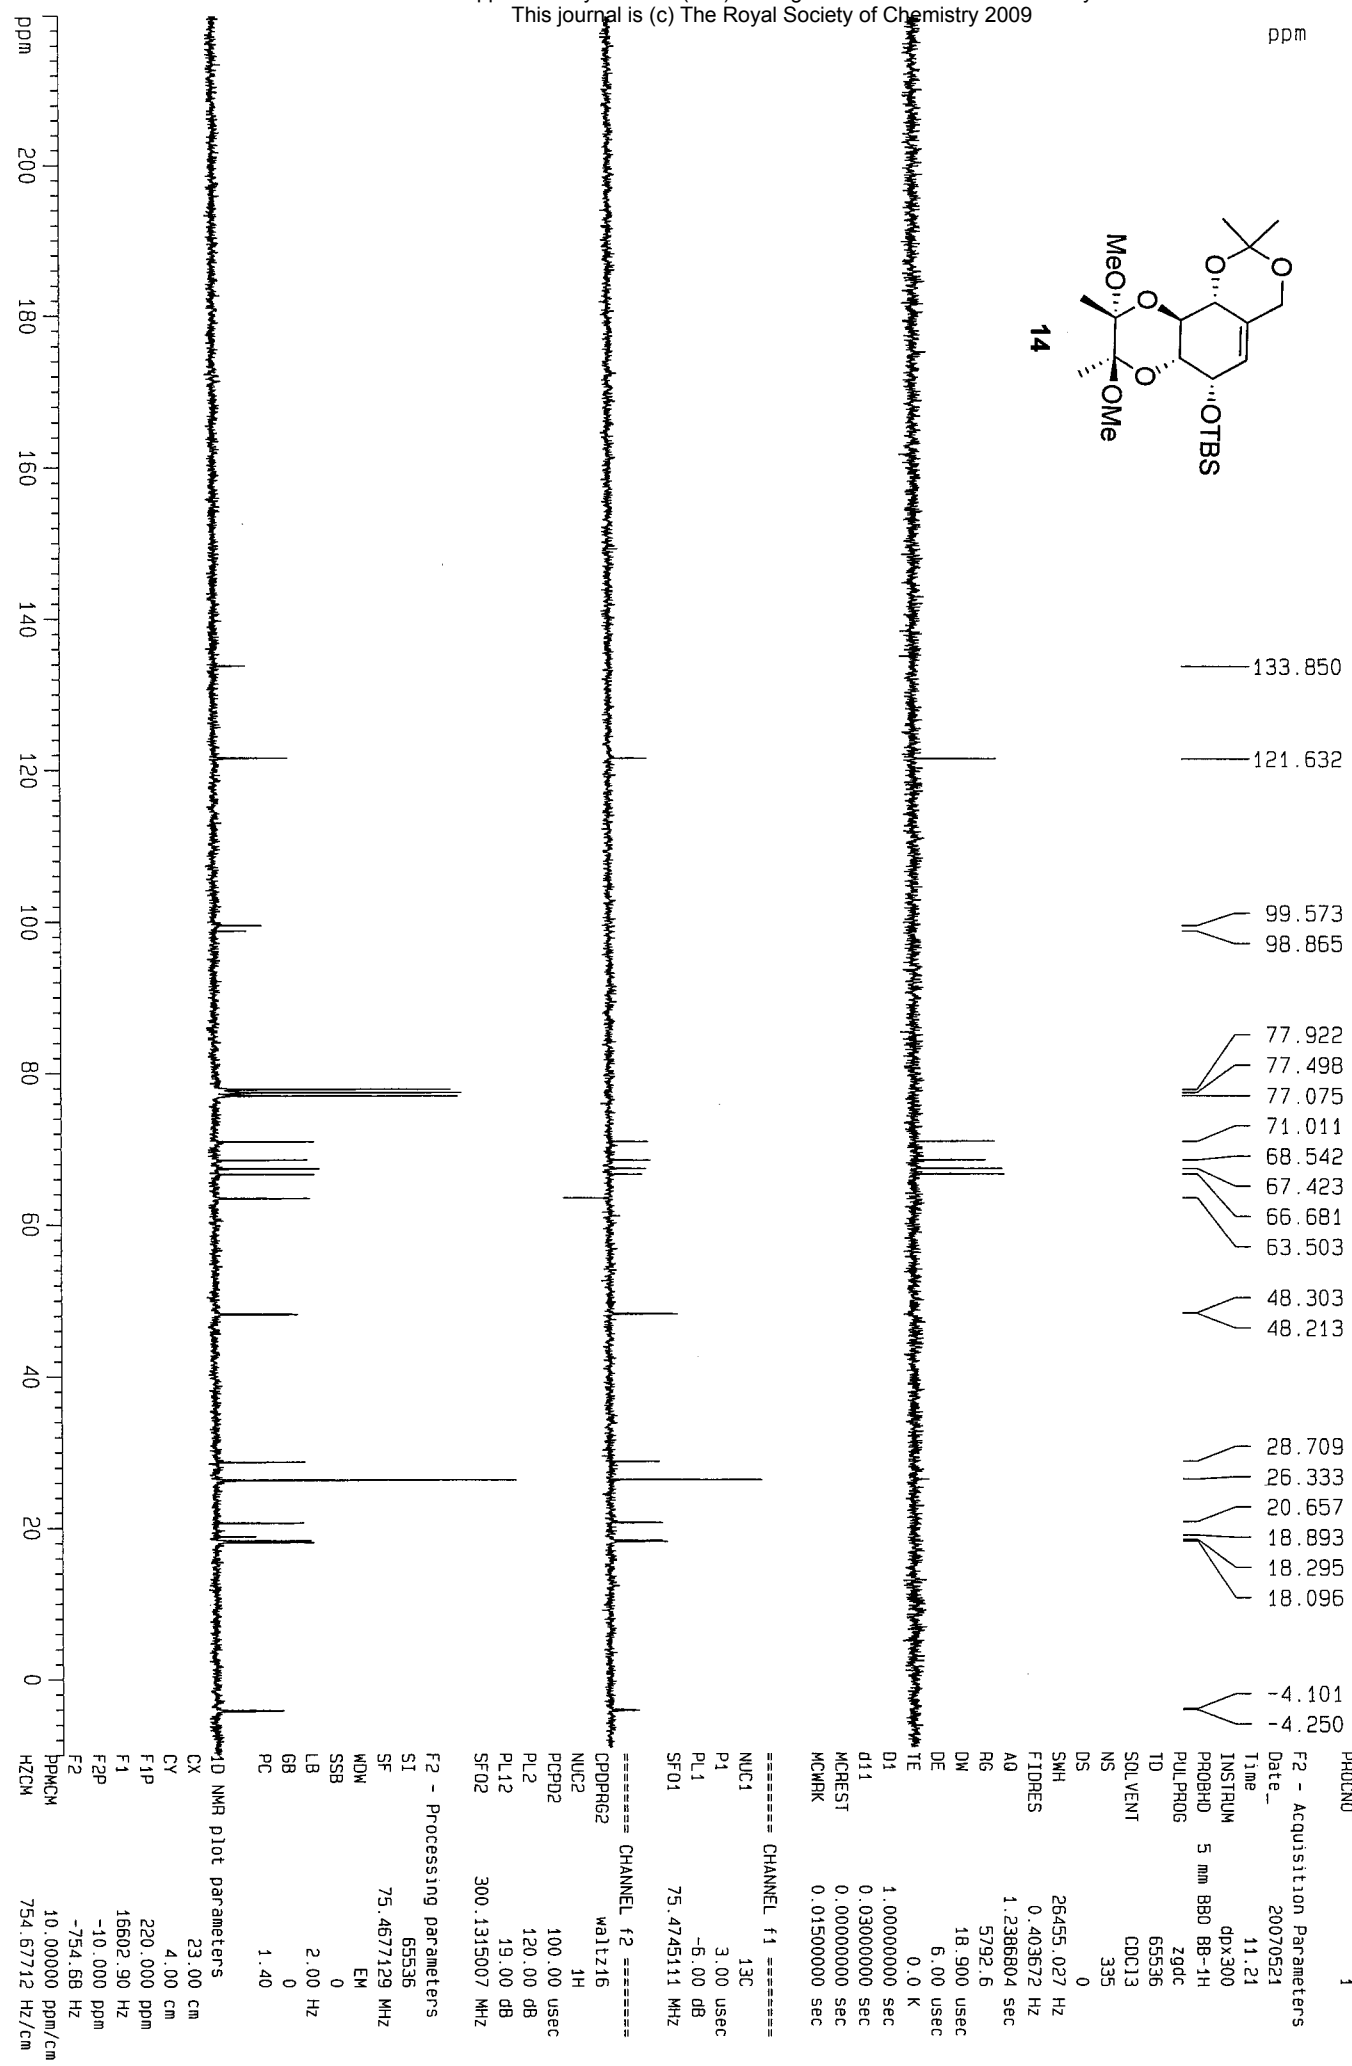 This journal is (c) The Royal Society of Chemistry 2009
ppm
MeO
O
O
O
O
OMe
OTBS
14
133.850
121.632
99.573
98.865
77.922
77.498
77.075
71.011
68.542
67.423
66.681
63.503
48.303
48.213
28.709
26.333
20.657
18.893
18.295
18.096
-4.101
-4.250
ppm
200
180
160
140
120
100
80
60
40
20
0
PROCNO 1
F2 - Acquisition Parameters
Date_ 20070521
Time 11.21
INSTRUM dpx300
PROBHD 5 mm BBO BB-1H
PULPROG zgdc
TD 65536
SOLVENT CDCl3
NS 335
DS 0
SWH 26455.027 Hz
FIDRES 0.403672 Hz
AQ 1.2386804 sec
RG 5792.6
DW 18.900 usec
DE 6.00 usec
TE 0.0 K
D1 1.00000000 sec
d11 0.03000000 sec
MCREST 0.00000000 sec
MCWRK 0.01500000 sec
======== CHANNEL f1 ========
NUC1 13C
P1 3.00 usec
PL1 -6.00 dB
SFO1 75.4745111 MHz
======== CHANNEL f2 ========
CPDPRG2 waltz16
NUC2 1H
PCPD2 100.00 usec
PL2 120.00 dB
PL12 19.00 dB
SFO2 300.1315007 MHz
F2 - Processing parameters
SI 65536
SF 75.4677129 MHz
WDW EM
SSB 0
LB 2.00 Hz
GB 0
PC 1.40
1D NMR plot parameters
CX 23.00 cm
CY 4.00 cm
F1P 220.000 ppm
F1 16602.90 Hz
F2P -10.000 ppm
F2 -754.68 Hz
PPMCM 10.00000 ppm/cm
HZCM 754.67712 Hz/cm